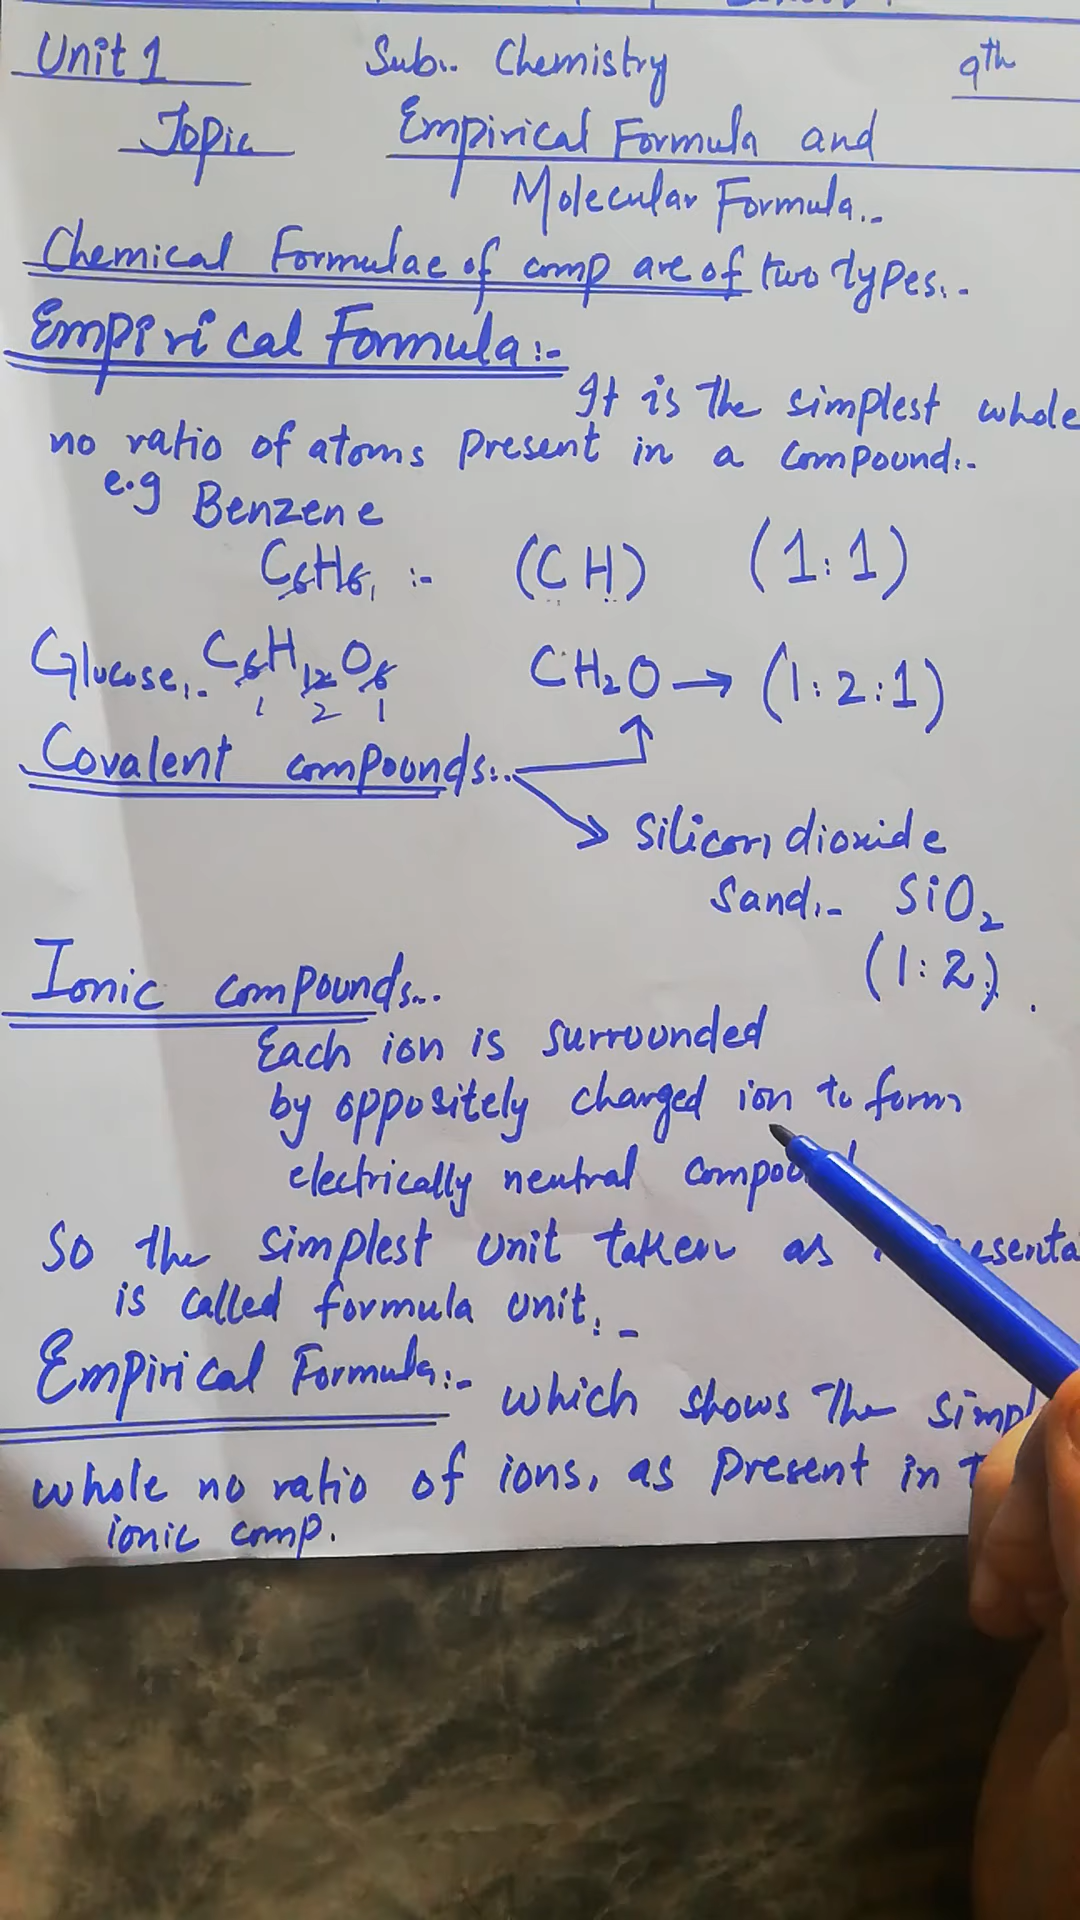 Unit 1 Sub.. Chemistry 9th
Topic Empirical Formula and
Molecular Formula..
Chemical Formulae of comp are of two types.-
Empirical Formula:-
It is the simplest whole
no ratio of atoms present in a compound:-
e.g Benzene
C6H6, :- (CH) (1:1)
Glucose,- C6H12O6 CH2O → (1:2:1)
1 2 1
Covalent compounds:..
Silicon dioxide
Sand,- SiO2
(1:2)
Ionic compounds...
Each ion is surrounded
by oppositely charged ion to form
electrically neutral
So the simplest unit taken as
is called formula unit:-
Empirical Formula:- which shows The
whole no ratio of ions, as present in
ionic comp.